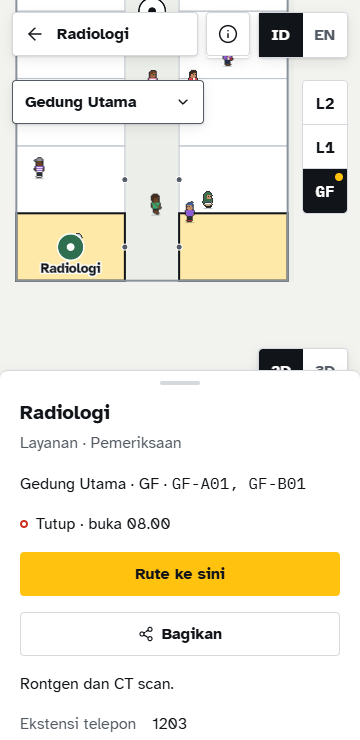 Radiologi
ID
EN
Gedung Utama
L2
L1
GF
Radiologi
Radiologi
Layanan · Pemeriksaan
Gedung Utama · GF · GF-A01, GF-B01
Tutup · buka 08.00
Rute ke sini
Bagikan
Rontgen dan CT scan.
Ekstensi telepon 1203